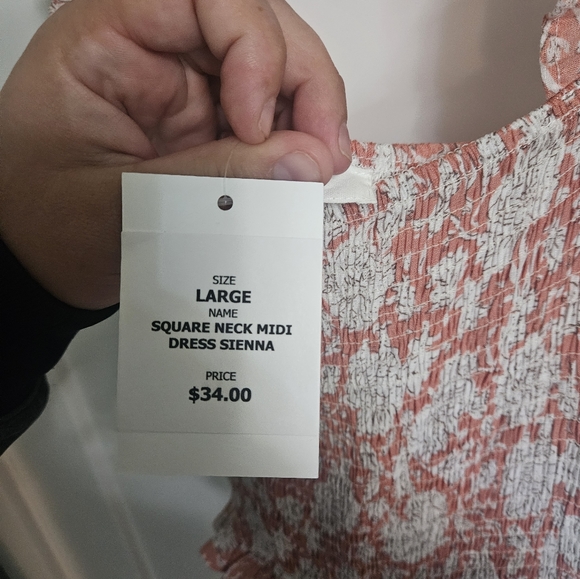 SIZE
LARGE
NAME
SQUARE NECK MIDI
DRESS SIENNA
PRICE
$34.00